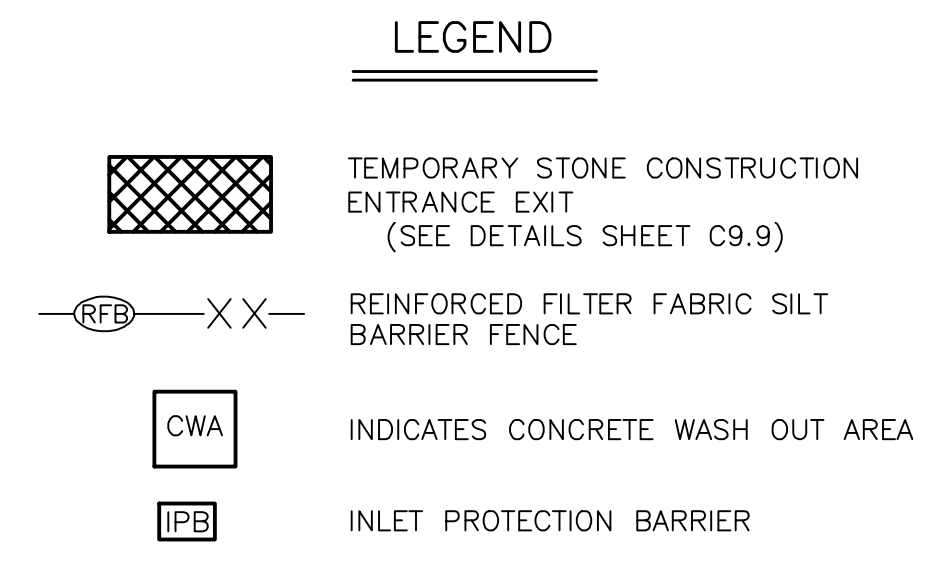 LEGEND
TEMPORARY STONE CONSTRUCTION
ENTRANCE EXIT
(SEE DETAILS SHEET C9.9)
RFB
REINFORCED FILTER FABRIC SILT
BARRIER FENCE
CWA
INDICATES CONCRETE WASH OUT AREA
IPB
INLET PROTECTION BARRIER